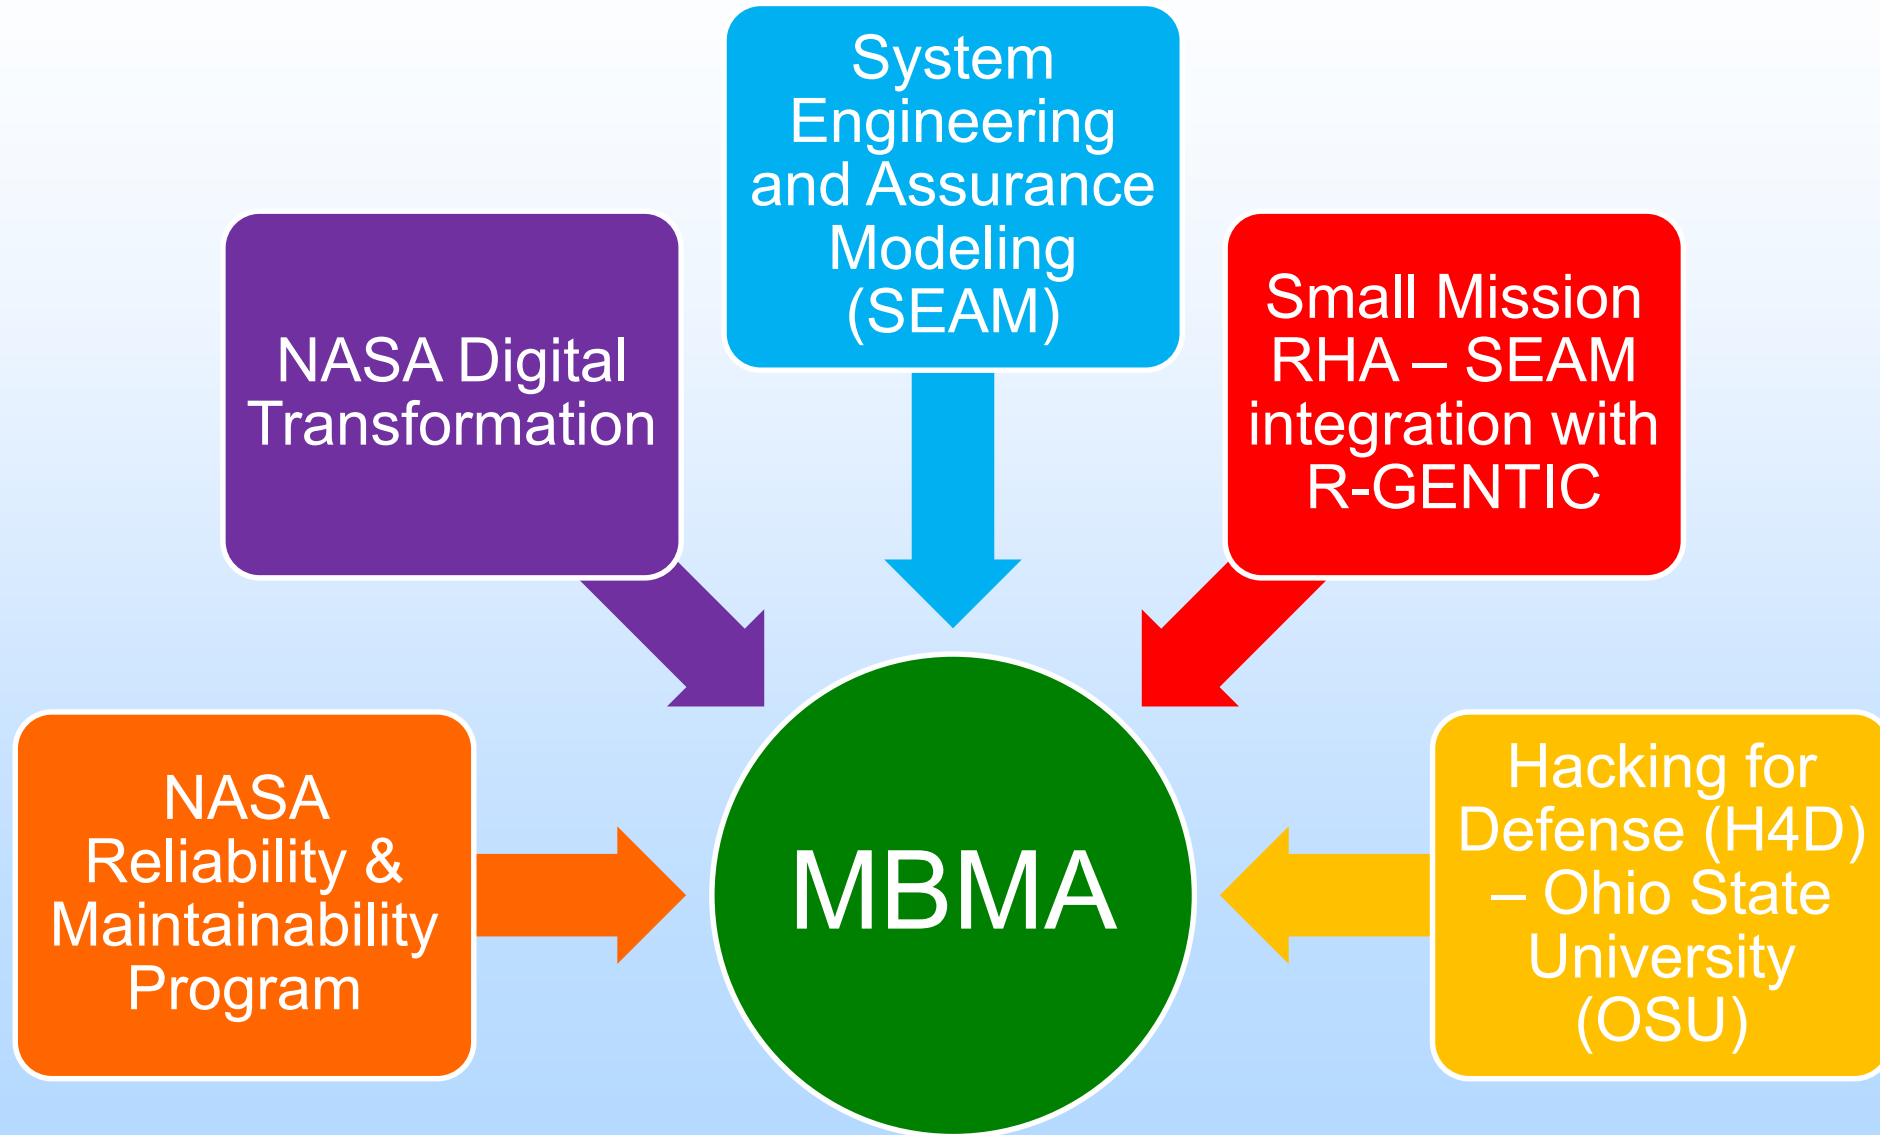 System
Engineering
and Assurance
Modeling
(SEAM)
NASA Digital
Transformation
Small Mission
RHA – SEAM
integration with
R-GENTIC
NASA
Reliability &
Maintainability
Program
MBMA
Hacking for
Defense (H4D)
– Ohio State
University
(OSU)